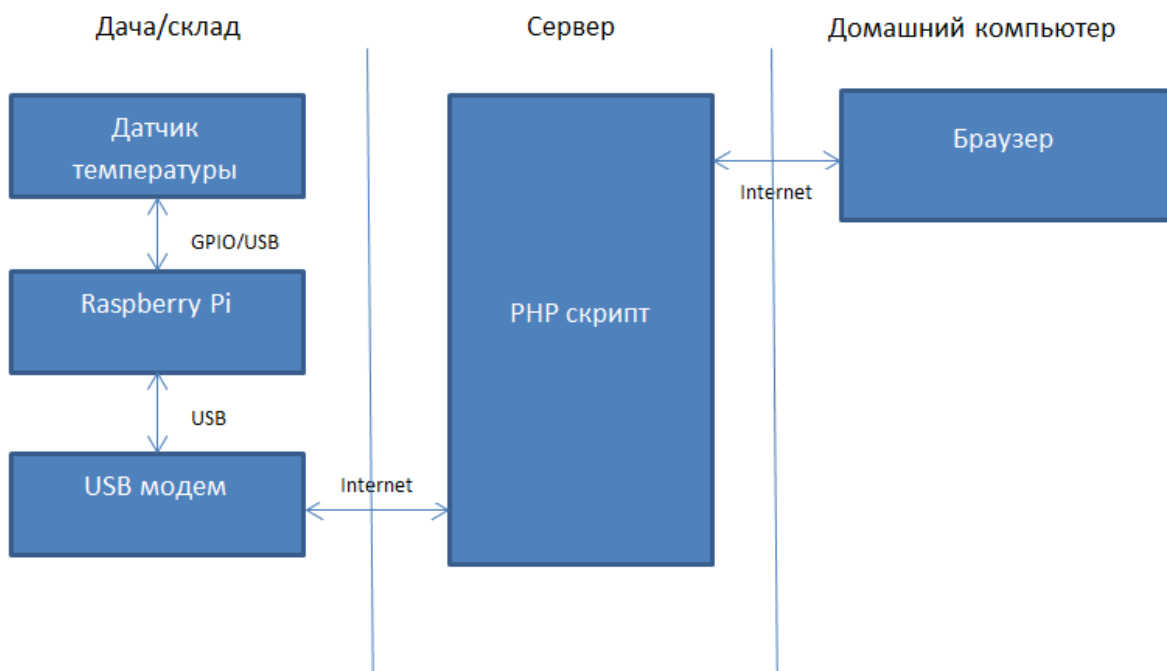 Дача/склад
Сервер
Домашний компьютер
Датчик
температуры
GPIO/USB
Raspberry Pi
USB
USB модем
Internet
PHP скрипт
Internet
Браузер